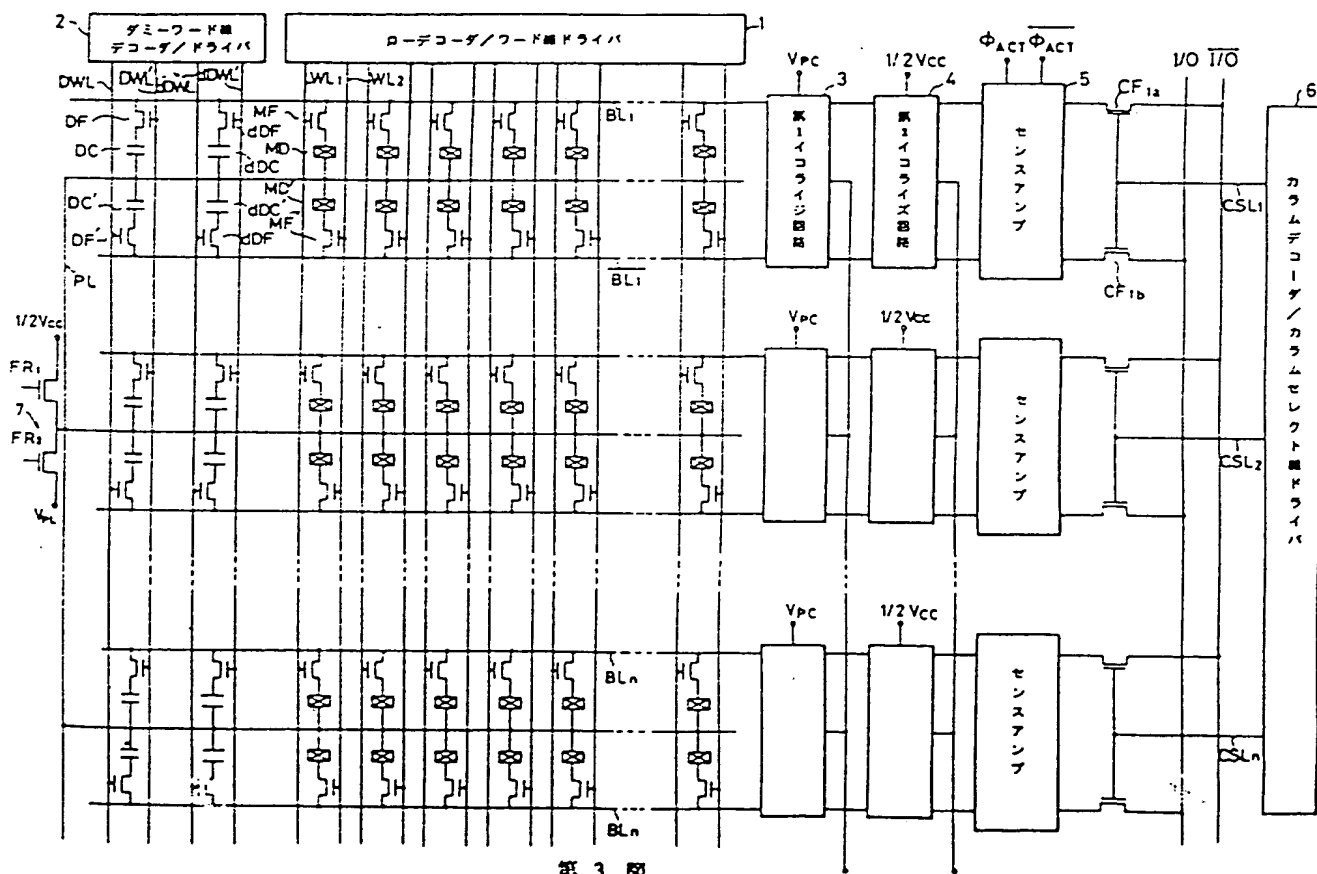 2
ダミーワード線
デコーダ/ドライバ
ローデコーダ/ワード線ドライバ
1
DWL
DWL'
dDWL
dDWL'
WL1
WL2
VPC
3
1/2 Vcc
4
ΦACT
Φ̅ACT
5
I/O
I̅/̅O̅
6
DF
DC
DC'
DF'
PL
dDF
dDC
dDC'
dDF'
MF
MD
MD
MF
BL1
B̅L̅1
第1イコライジ回路
第2イコライズ回路
センスアンプ
CF1a
CF1b
CSL1
カラムデコーダ/カラムセレクト線ドライバ
1/2Vcc
FR1
7
FR2
VPL
VPC
1/2 Vcc
センスアンプ
CSL2
VPC
1/2 Vcc
BLn
B̅L̅n
センスアンプ
CSLn
第 3 図